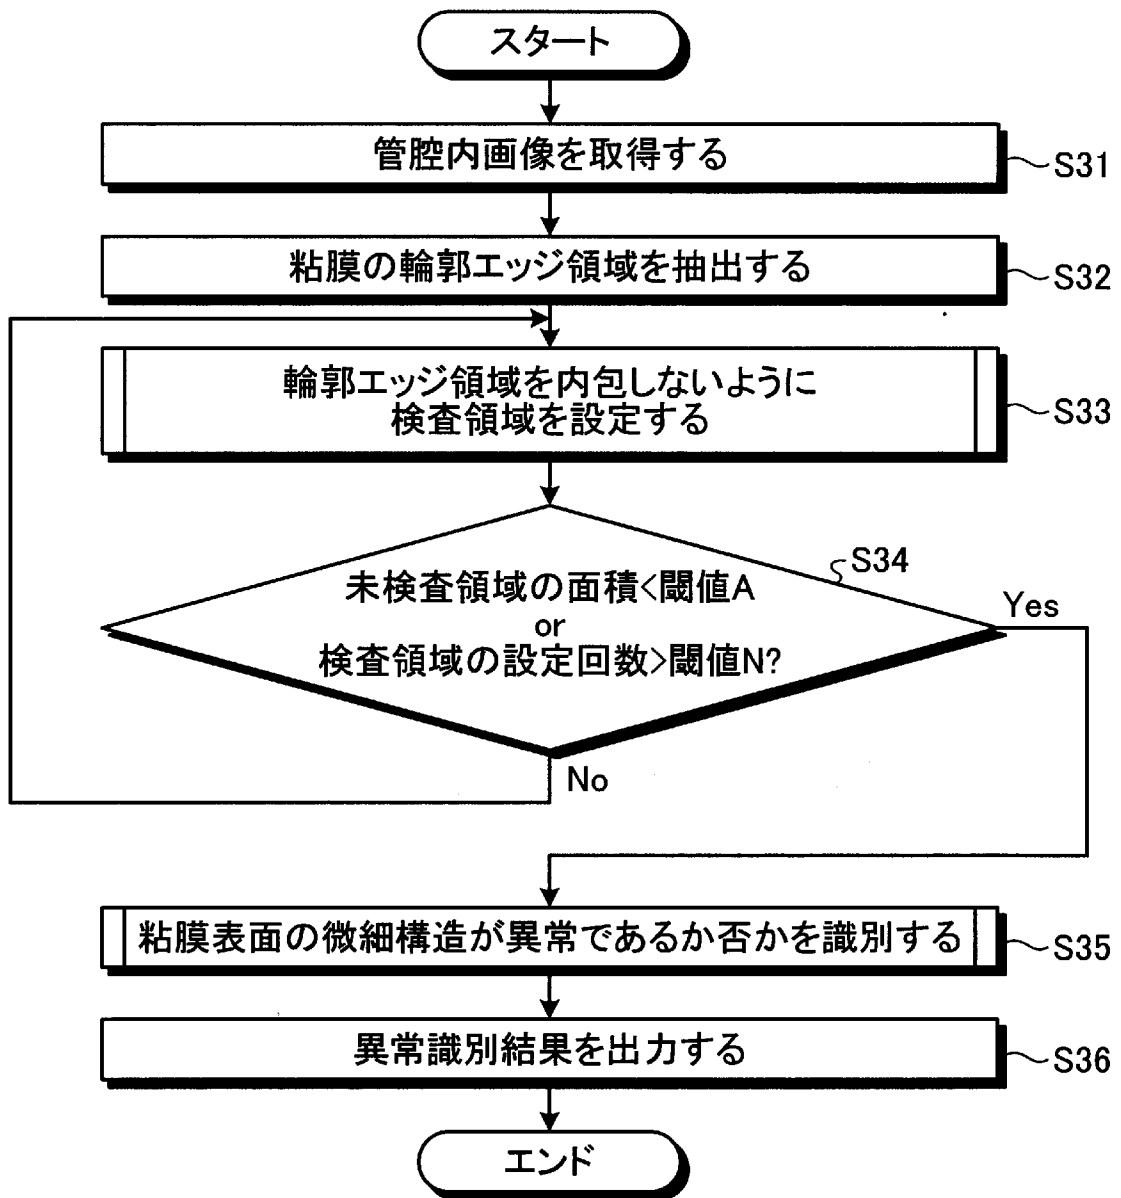 スタート
管腔内画像を取得する
S31
粘膜の輪郭エッジ領域を抽出する
S32
輪郭エッジ領域を内包しないように
検査領域を設定する
S33
S34
未検査領域の面積<閾値A
or
検査領域の設定回数>閾値N?
Yes
No
粘膜表面の微細構造が異常であるか否かを識別する
S35
異常識別結果を出力する
S36
エンド